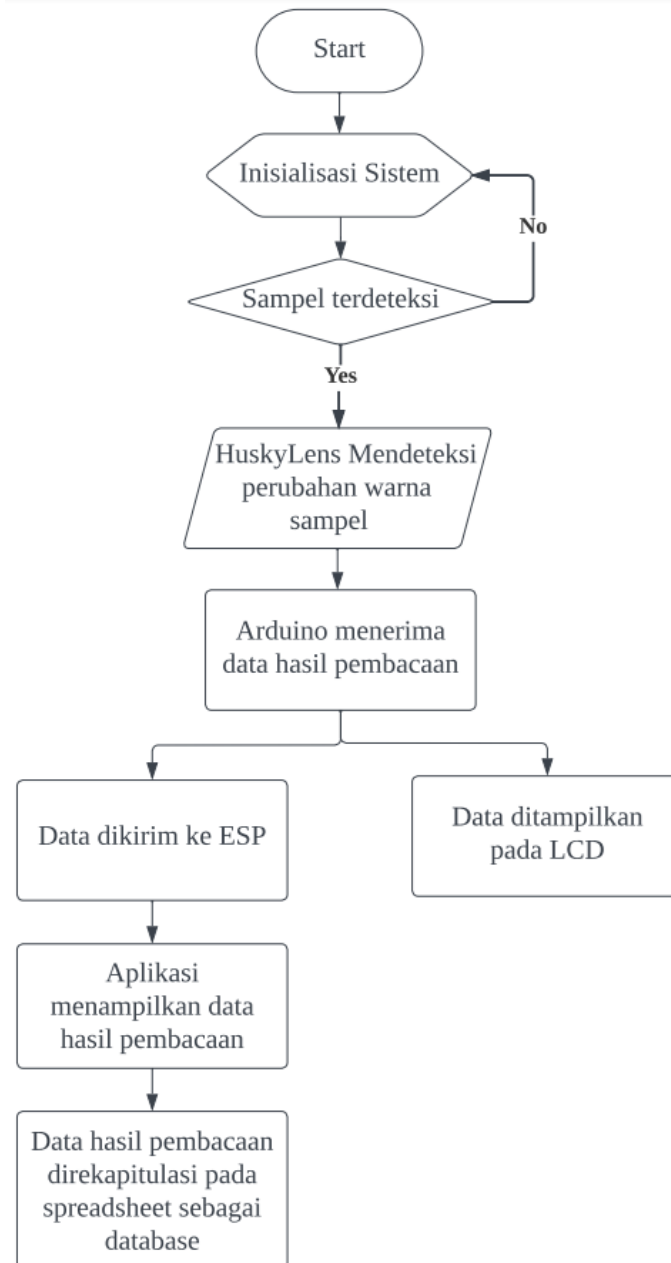 Start
Inisialisasi Sistem
No
Sampel terdeteksi
Yes
HuskyLens Mendeteksi
perubahan warna
sampel
Arduino menerima
data hasil pembacaan
Data dikirim ke ESP
Data ditampilkan
pada LCD
Aplikasi
menampilkan data
hasil pembacaan
Data hasil pembacaan
direkapitulasi pada
spreadsheet sebagai
database